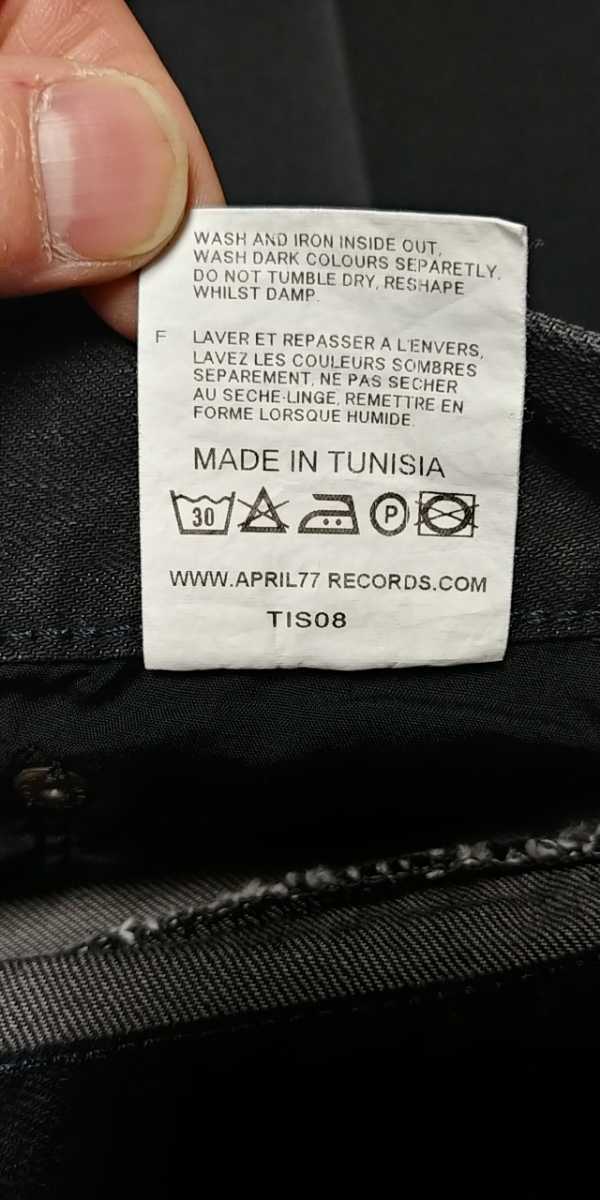 WASH AND IRON INSIDE OUT,
WASH DARK COLOURS SEPARETLY.
DO NOT TUMBLE DRY, RESHAPE
WHILST DAMP.
F LAVER ET REPASSER A L'ENVERS,
LAVEZ LES COULEURS SOMBRES
SEPAREMENT, NE PAS SECHER
AU SECHE-LINGE, REMETTRE EN
FORME LORSQUE HUMIDE.
MADE IN TUNISIA
30 P
WWW.APRIL77 RECORDS.COM
TIS08